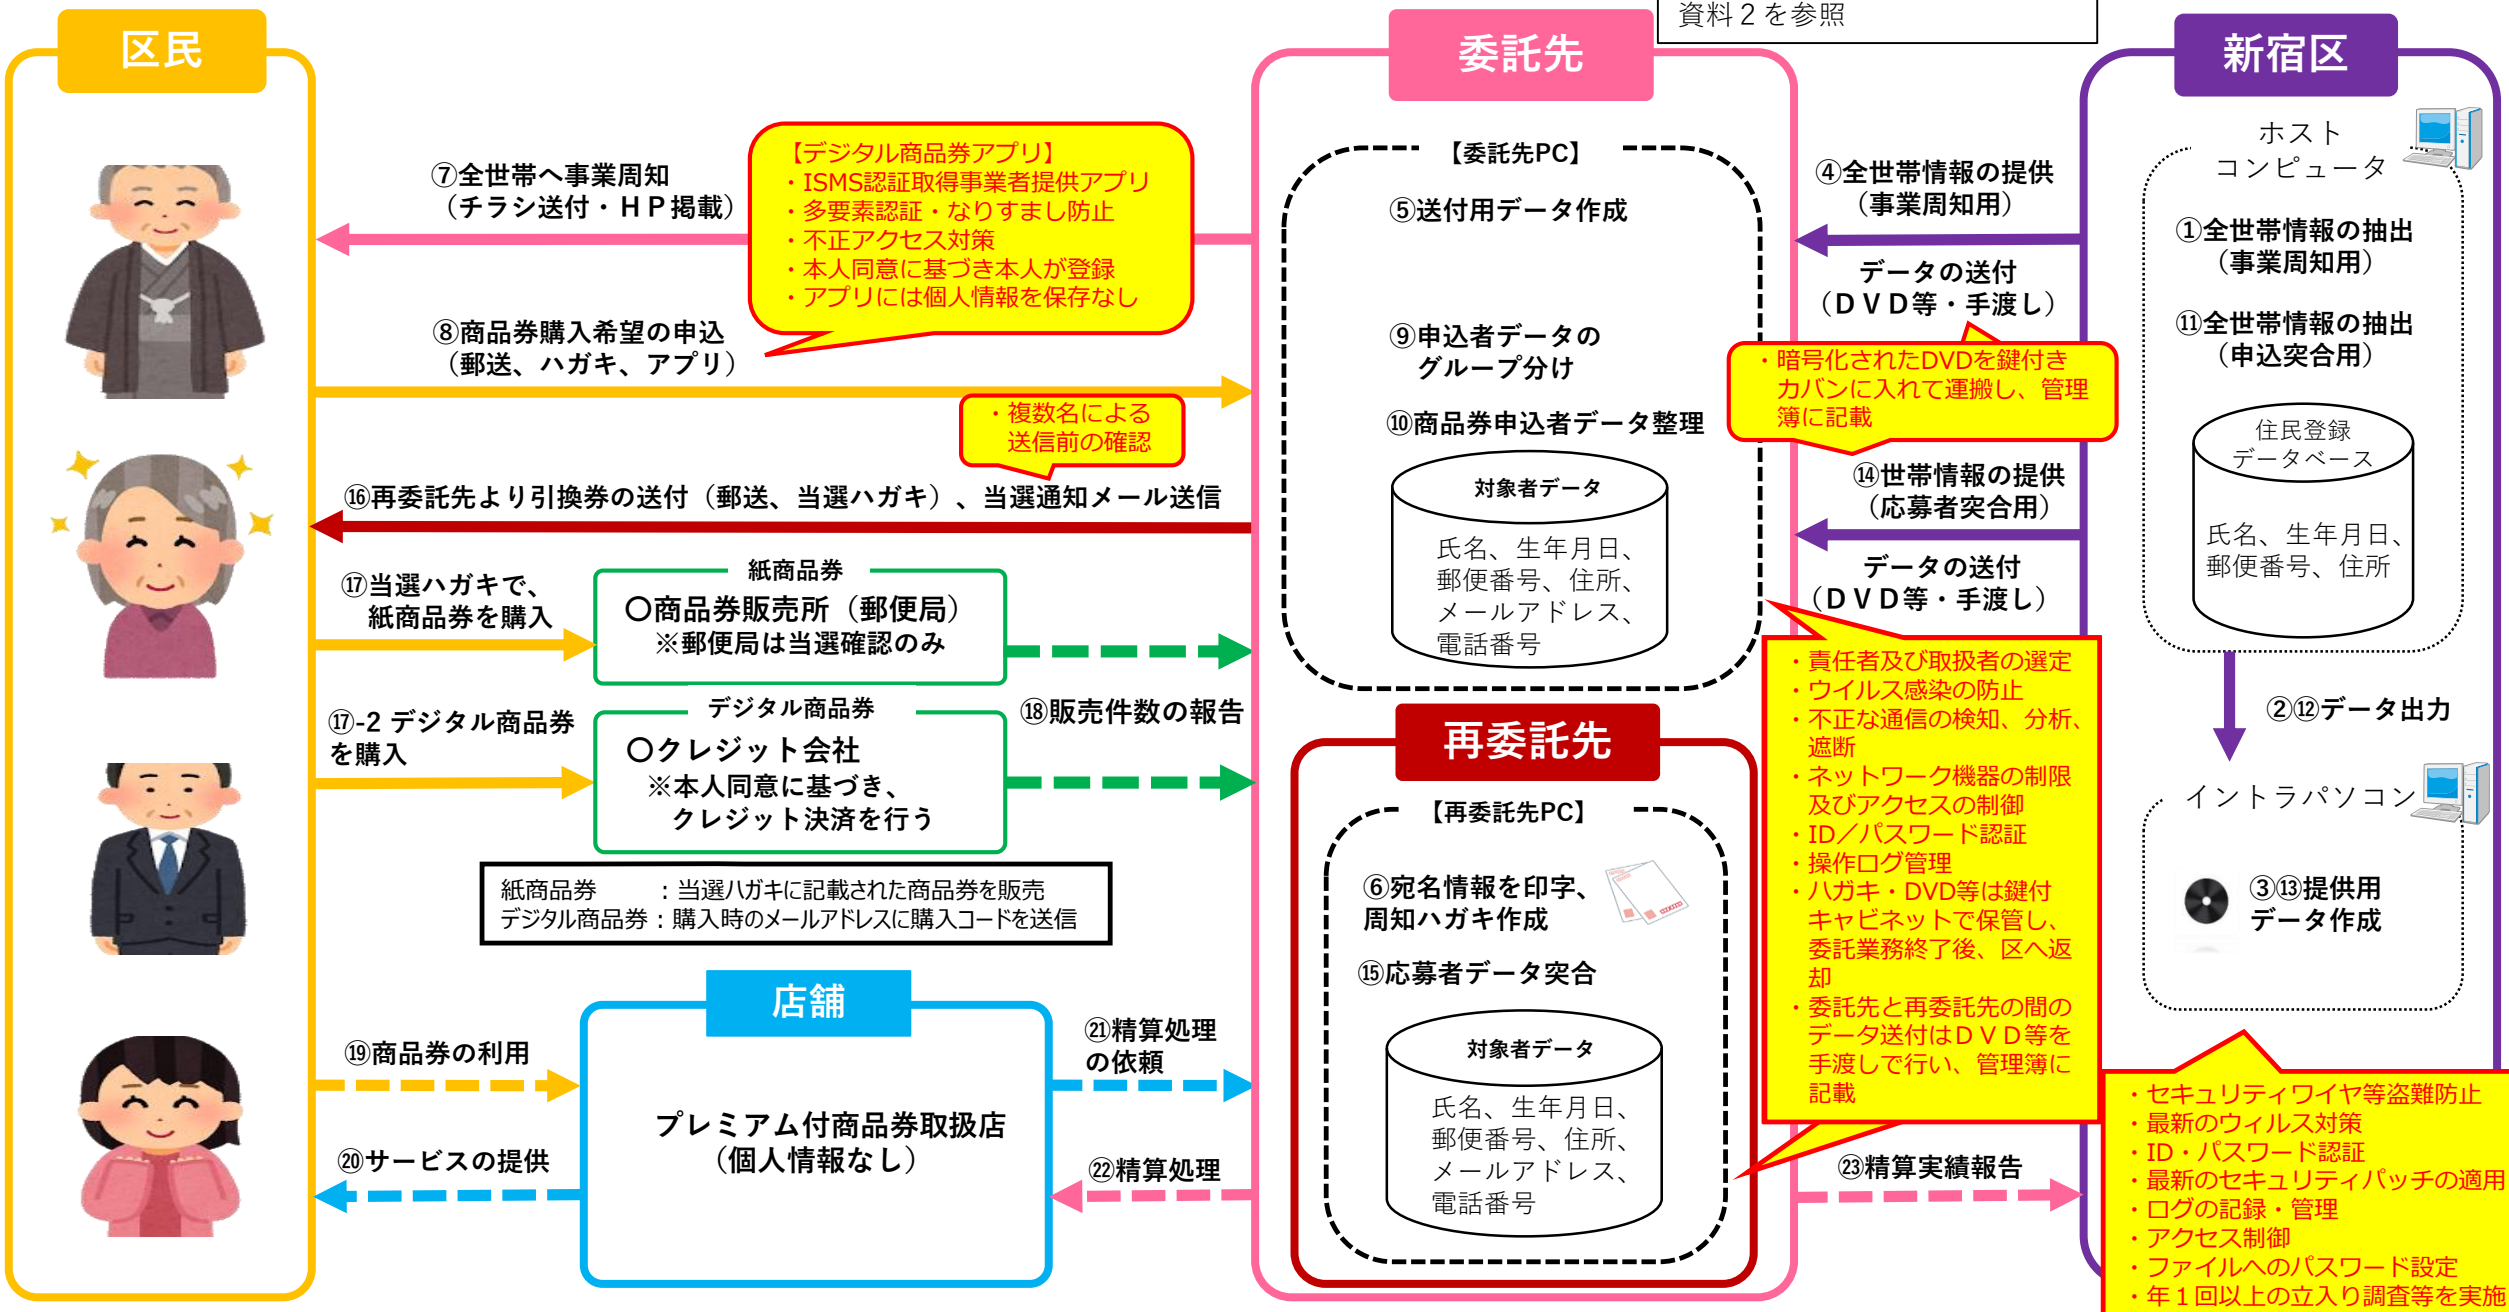 資料２を参照
区民
⑦全世帯へ事業周知
（チラシ送付・ＨＰ掲載）
【デジタル商品券アプリ】
・ISMS認証取得事業者提供アプリ
・多要素認証・なりすまし防止
・不正アクセス対策
・本人同意に基づき本人が登録
・アプリには個人情報を保存なし
⑧商品券購入希望の申込
（郵送、ハガキ、アプリ）
・複数名による
送信前の確認
⑯再委託先より引換券の送付（郵送、当選ハガキ）、当選通知メール送信
⑰当選ハガキで、
紙商品券を購入
紙商品券
〇商品券販売所（郵便局）
※郵便局は当選確認のみ
⑰-2 デジタル商品券
を購入
デジタル商品券
〇クレジット会社
※本人同意に基づき、
クレジット決済を行う
⑱販売件数の報告
紙商品券　　　：当選ハガキに記載された商品券を販売
デジタル商品券：購入時のメールアドレスに購入コードを送信
店舗
プレミアム付商品券取扱店
（個人情報なし）
⑲商品券の利用
⑳サービスの提供
㉑精算処理
の依頼
㉒精算処理
委託先
【委託先PC】
⑤送付用データ作成
⑨申込者データの
グループ分け
⑩商品券申込者データ整理
対象者データ
氏名、生年月日、
郵便番号、住所、
メールアドレス、
電話番号
再委託先
【再委託先PC】
⑥宛名情報を印字、
周知ハガキ作成
⑮応募者データ突合
対象者データ
氏名、生年月日、
郵便番号、住所、
メールアドレス、
電話番号
④全世帯情報の提供
（事業周知用）
データの送付
（ＤＶＤ等・手渡し）
・暗号化されたDVDを鍵付き
カバンに入れて運搬し、管理
簿に記載
⑭世帯情報の提供
（応募者突合用）
データの送付
（ＤＶＤ等・手渡し）
・責任者及び取扱者の選定
・ウイルス感染の防止
・不正な通信の検知、分析、
遮断
・ネットワーク機器の制限
及びアクセスの制御
・ID／パスワード認証
・操作ログ管理
・ハガキ・DVD等は鍵付
キャビネットで保管し、
委託業務終了後、区へ返
却
・委託先と再委託先の間の
データ送付はＤＶＤ等を
手渡しで行い、管理簿に
記載
㉓精算実績報告
新宿区
ホスト
コンピュータ
①全世帯情報の抽出
（事業周知用）
⑪全世帯情報の抽出
（申込突合用）
住民登録
データベース
氏名、生年月日、
郵便番号、住所
②⑫データ出力
イントラパソコン
③⑬提供用
データ作成
・セキュリティワイヤ等盗難防止
・最新のウィルス対策
・ID・パスワード認証
・最新のセキュリティパッチの適用
・ログの記録・管理
・アクセス制御
・ファイルへのパスワード設定
・年１回以上の立入り調査等を実施